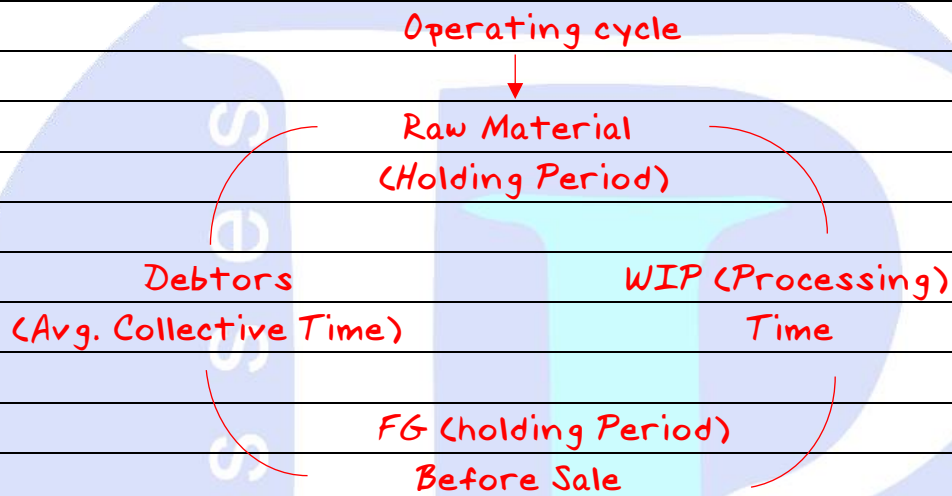 Operating cycle
Raw Material
(Holding Period)
Debtors
WIP (Processing)
(Avg. Collective Time)
Time
FG (holding Period)
Before Sale